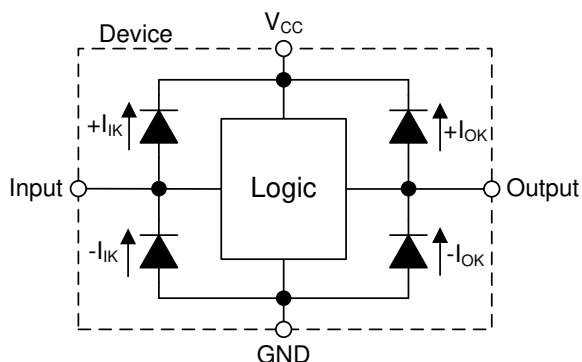 V_CC
Device
+I_IK
+I_OK
Input
Logic
Output
-I_IK
-I_OK
GND